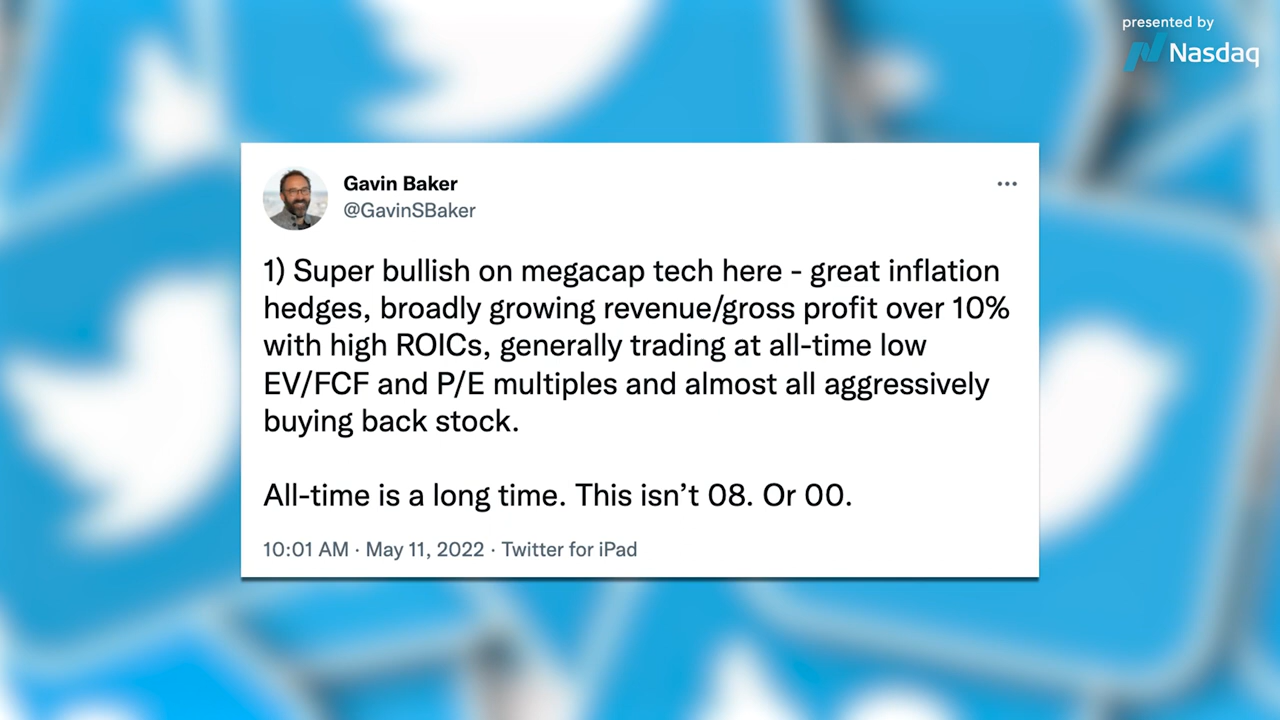 presented by
Nasdaq
Gavin Baker
@GavinSBaker
1) Super bullish on megacap tech here - great inflation
hedges, broadly growing revenue/gross profit over 10%
with high ROICs, generally trading at all-time low
EV/FCF and P/E multiples and almost all aggressively
buying back stock.
All-time is a long time. This isn’t 08. Or 00.
10:01 AM · May 11, 2022 · Twitter for iPad